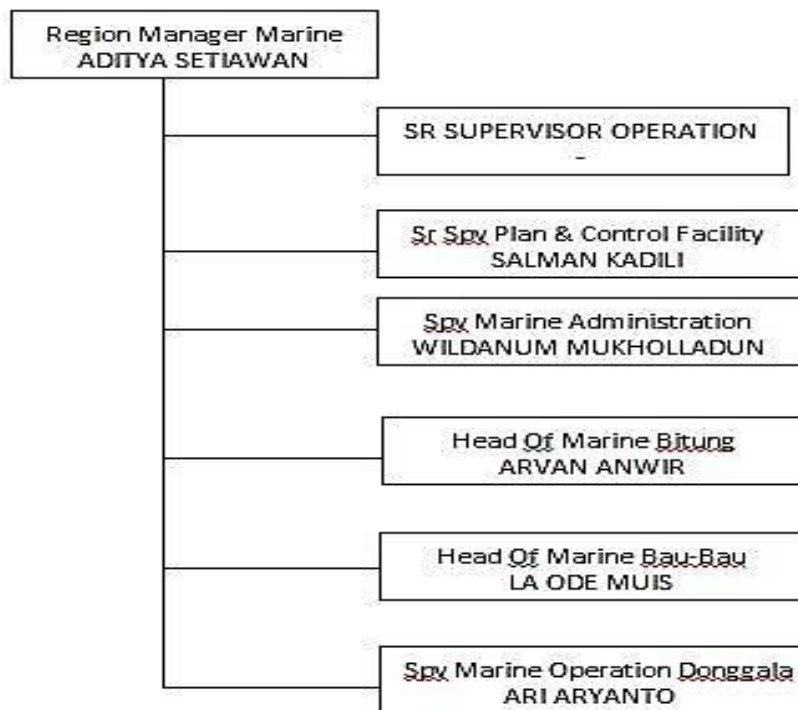 Region Manager Marine
ADITYA SETIAWAN
SR SUPERVISOR OPERATION
-
Sr Spv Plan & Control Facility
SALMAN KADILI
Spv Marine Administration
WILDANUM MUKHOLLADUN
Head Of Marine Bitung
ARVAN ANWIR
Head Of Marine Bau-Bau
LA ODE MUIS
Spv Marine Operation Donggala
ARI ARYANTO